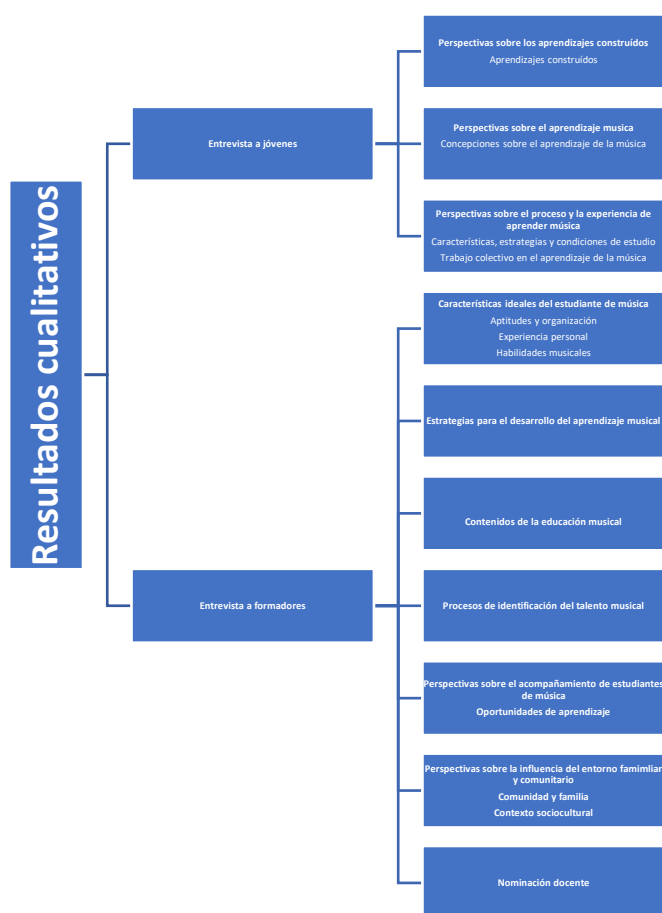 Resultados cualitativos
Entrevista a jóvenes
Perspectivas sobre los aprendizajes construídos
Aprendizajes construídos
Perspectivas sobre el aprendizaje musica
Concepciones sobre el aprendizaje de la música
Perspectivas sobre el proceso y la experiencia de
aprender música
Características, estrategias y condiciones de estudio
Trabajo colectivo en el aprendizaje de la música
Entrevista a formadores
Características ideales del estudiante de música
Aptitudes y organización
Experiencia personal
Habilidades musicales
Estrategias para el desarrollo del aprendizaje musical
Contenidos de la educación musical
Procesos de identificación del talento musical
Perspectivas sobre el acompañamiento de estudiantes
de música
Oportunidades de aprendizaje
Perspectivas sobre la influencia del entorno famimliar
y comunitario
Comunidad y familia
Contexto sociocultural
Nominación docente